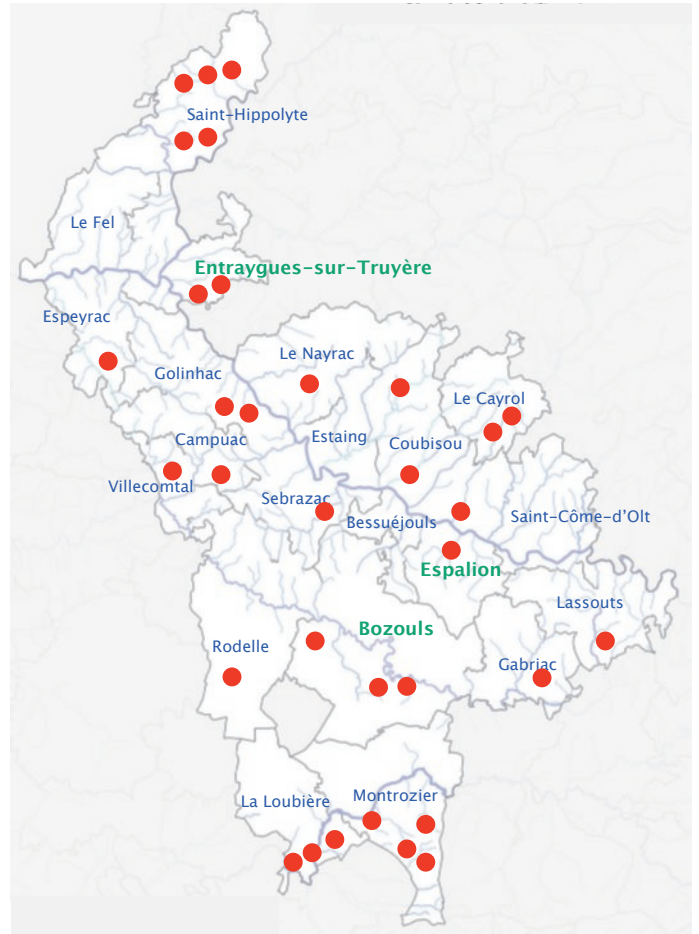 Saint-Hippolyte
Le Fel
Entraygues-sur-Truyère
Espeyrac
Le Nayrac
Golinhac
Le Cayrol
Estaing
Campuac
Coubisou
Villecomtal
Sebrazac
Bessuéjouls
Saint-Côme-d'Olt
Espalion
Lassouts
Bozouls
Rodelle
Gabriac
La Loubière
Montrozier